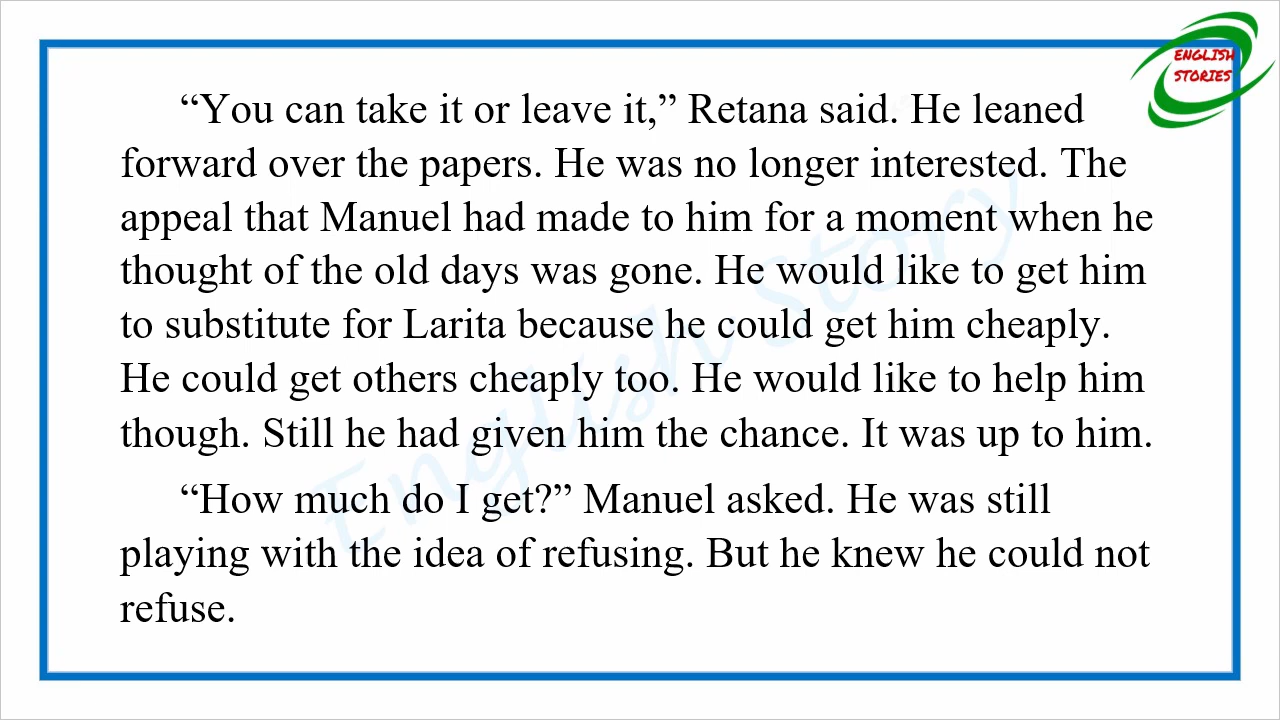 ENGLISH
STORIES
“You can take it or leave it,” Retana said. He leaned
forward over the papers. He was no longer interested. The
appeal that Manuel had made to him for a moment when he
thought of the old days was gone. He would like to get him
to substitute for Larita because he could get him cheaply.
He could get others cheaply too. He would like to help him
though. Still he had given him the chance. It was up to him.
“How much do I get?” Manuel asked. He was still
playing with the idea of refusing. But he knew he could not
refuse.
English Story